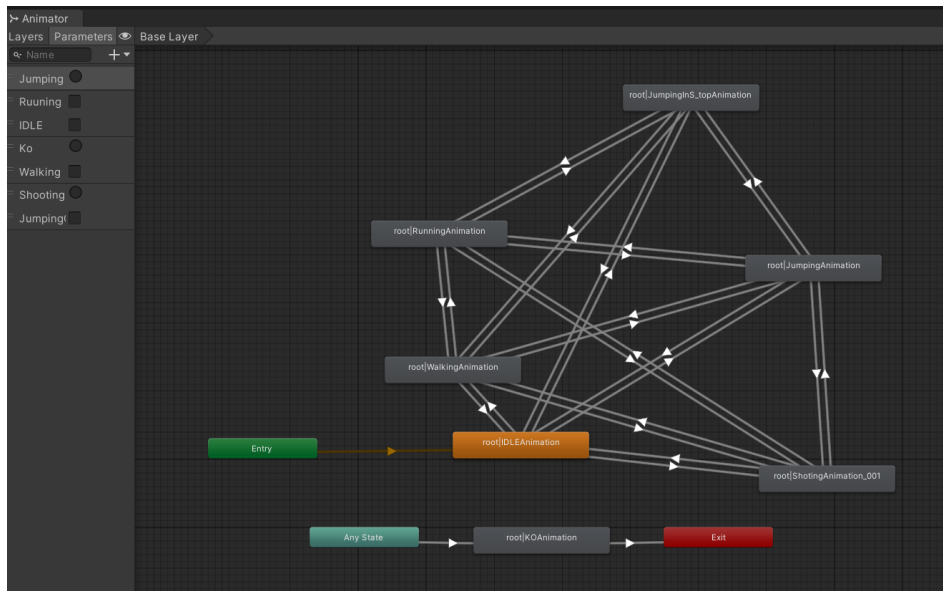 Animator
Layers Parameters Base Layer
Name
Jumping
Ruuning
IDLE
Ko
Walking
Shooting
Jumping(
root|JumpingInS_topAnimation
root|RunningAnimation
root|JumpingAnimation
root|WalkingAnimation
root|IDLEAnimation
Entry
root|ShotingAnimation_001
Any State
root|KOAnimation
Exit